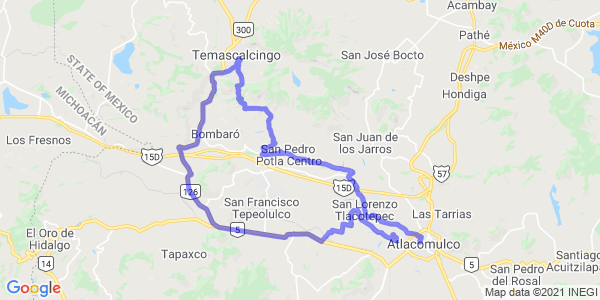 Acambay
300
Pathé
México M40D de Cuota
Temascalcingo
San José Bocto
STATE OF MEXICO
MICHOACÁN
Deshpe
Hondiga
Los Fresnos
Bombaró
San Juan de
los Jarros
15D
San Pedro
Potla Centro
57
126
15D
San Francisco
Tepeolulco
San Lorenzo
Tlacotepec
Las Tarrias
El Oro de
Hidalgo
5
Atlacomulco
Tapaxco
14
5
Santiago
Acuitzilapan
San Pedro
del Rosal
Google
Map data ©2021 INEGI